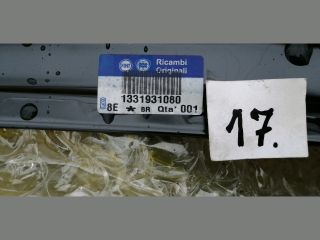 Ricambi
Originali
1331931080
8E * BR Qta' 001
17.